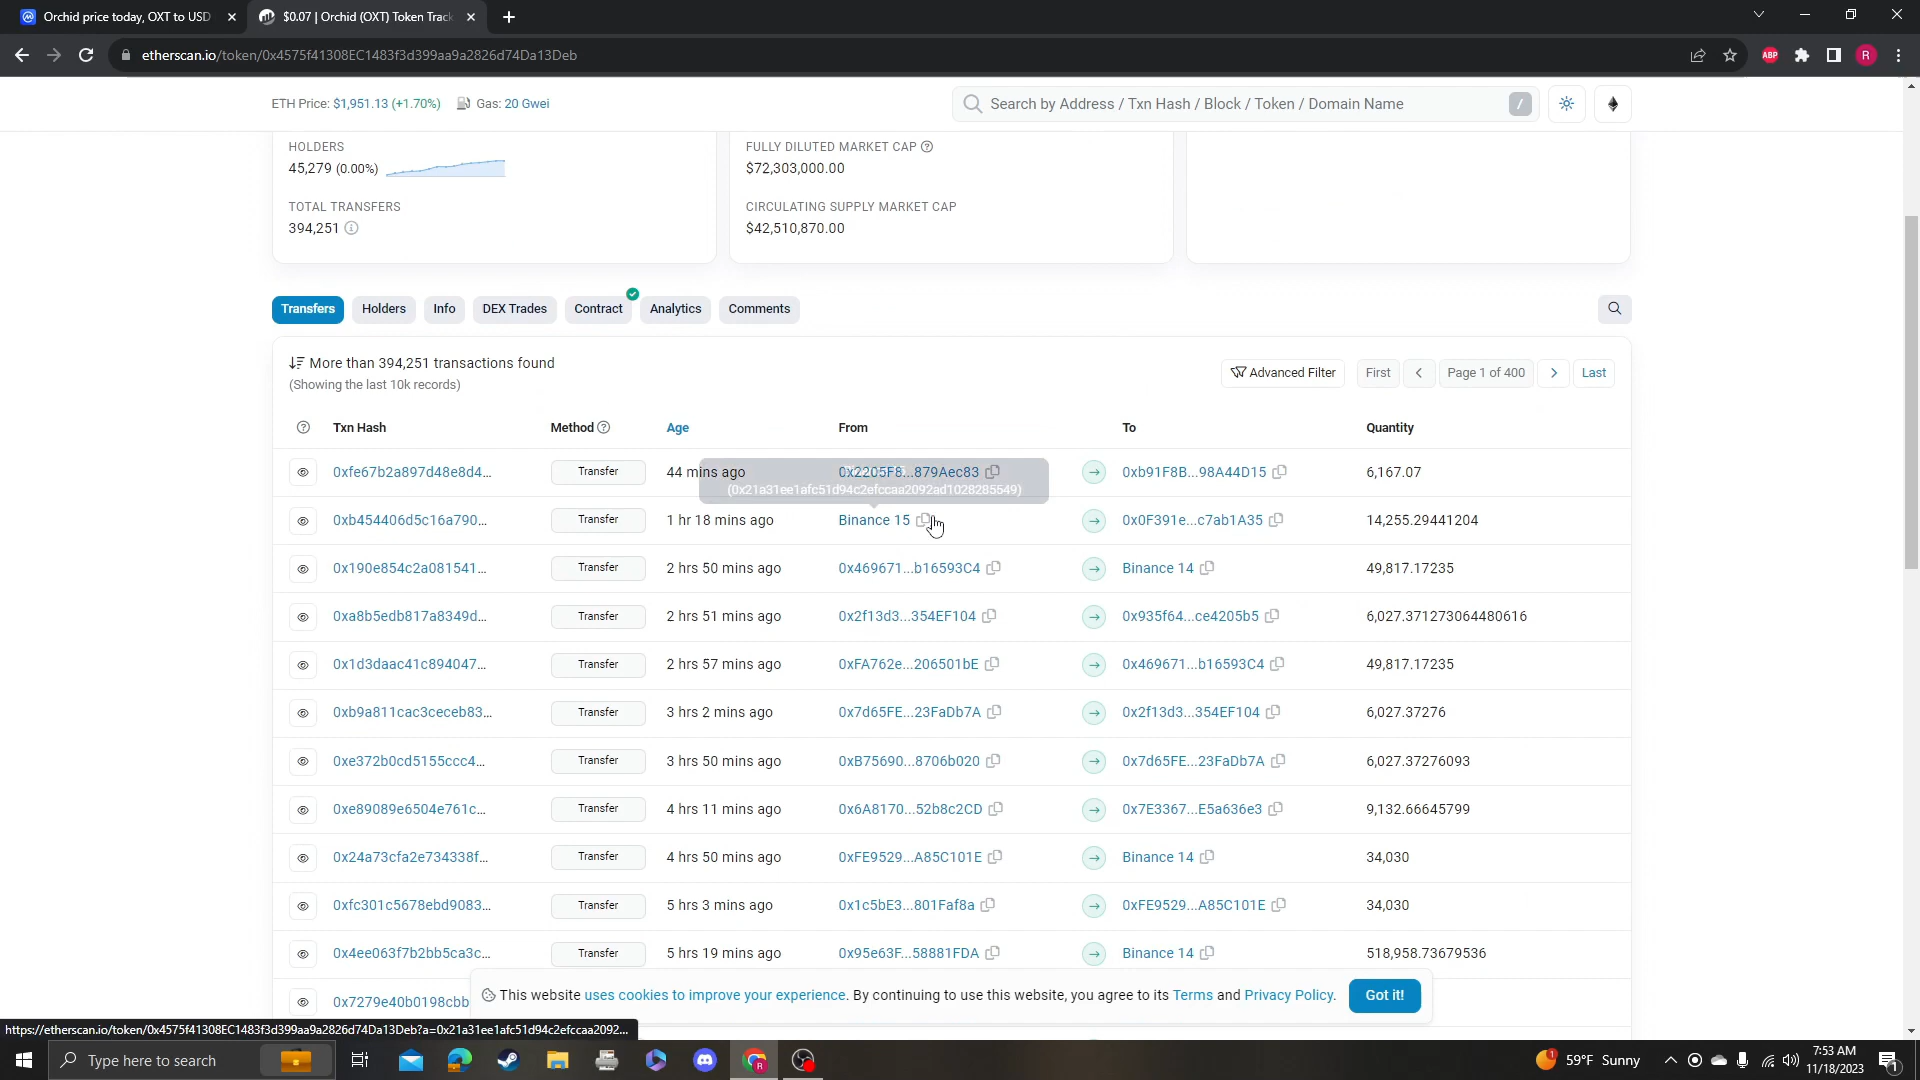 Orchid price today, OXT to USD
$0.07 | Orchid (OXT) Token Track
etherscan.io/token/0x4575f41308EC1483f3d399aa9a2826d74Da13Deb
ABP
R
ETH Price: $1,951.13 (+1.70%)
Gas: 20 Gwei
Search by Address / Txn Hash / Block / Token / Domain Name
/
HOLDERS
45,279 (0.00%)
TOTAL TRANSFERS
394,251
FULLY DILUTED MARKET CAP
$72,303,000.00
CIRCULATING SUPPLY MARKET CAP
$42,510,870.00
Transfers Holders Info DEX Trades Contract Analytics Comments
More than 394,251 transactions found
(Showing the last 10k records)
Advanced Filter First Page 1 of 400 Last
Txn Hash Method Age From To Quantity
0xfe67b2a897d48e8d4... Transfer 44 mins ago 0x2205F8...879Aec83 0xb91F8B...98A44D15 6,167.07
(0x21a31ee1afc51d94c2efccaa2092ad1028285549)
0xb454406d5c16a790... Transfer 1 hr 18 mins ago Binance 15 0x0F391e...c7ab1A35 14,255.29441204
0x190e854c2a081541... Transfer 2 hrs 50 mins ago 0x469671...b16593C4 Binance 14 49,817.17235
0xa8b5edb817a8349d... Transfer 2 hrs 51 mins ago 0x2f13d3...354EF104 0x935f64...ce4205b5 6,027.371273064480616
0x1d3daac41c894047... Transfer 2 hrs 57 mins ago 0xFA762e...206501bE 0x469671...b16593C4 49,817.17235
0xb9a811cac3ceceb83... Transfer 3 hrs 2 mins ago 0x7d65FE...23FaDb7A 0x2f13d3...354EF104 6,027.37276
0xe372b0cd5155ccc4... Transfer 3 hrs 50 mins ago 0xB75690...8706b020 0x7d65FE...23FaDb7A 6,027.37276093
0xe89089e6504e761c... Transfer 4 hrs 11 mins ago 0x6A8170...52b8c2CD 0x7E3367...E5a636e3 9,132.66645799
0x24a73cfa2e734338f... Transfer 4 hrs 50 mins ago 0xFE9529...A85C101E Binance 14 34,030
0xfc301c5678ebd9083... Transfer 5 hrs 3 mins ago 0x1c5bE3...801Faf8a 0xFE9529...A85C101E 34,030
0x4ee063f7b2bb5ca3c... Transfer 5 hrs 19 mins ago 0x95e63F...58881FDA Binance 14 518,958.73679536
0x7279e40b0198cbb
This website uses cookies to improve your experience. By continuing to use this website, you agree to its Terms and Privacy Policy. Got it!
https://etherscan.io/token/0x4575f41308EC1483f3d399aa9a2826d74Da13Deb?a=0x21a31ee1afc51d94c2efccaa2092...
Type here to search
1
59°F Sunny
7:53 AM
11/18/2023
1